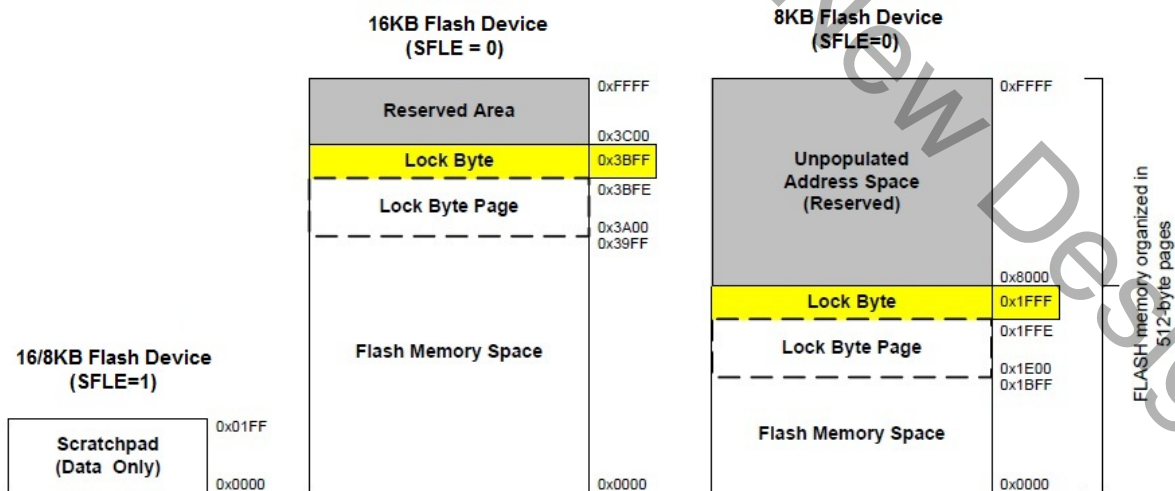 16KB Flash Device
(SFLE = 0)
0xFFFF
Reserved Area
0x3C00
Lock Byte
0x3BFF
0x3BFE
Lock Byte Page
0x3A00
0x39FF
Flash Memory Space
0x0000
8KB Flash Device
(SFLE=0)
0xFFFF
Unpopulated
Address Space
(Reserved)
0x8000
Lock Byte
0x1FFF
0x1FFE
Lock Byte Page
0x1E00
0x1BFF
Flash Memory Space
0x0000
FLASH memory organized in
512-byte pages
16/8KB Flash Device
(SFLE=1)
0x01FF
Scratchpad
(Data Only)
0x0000
New Desig